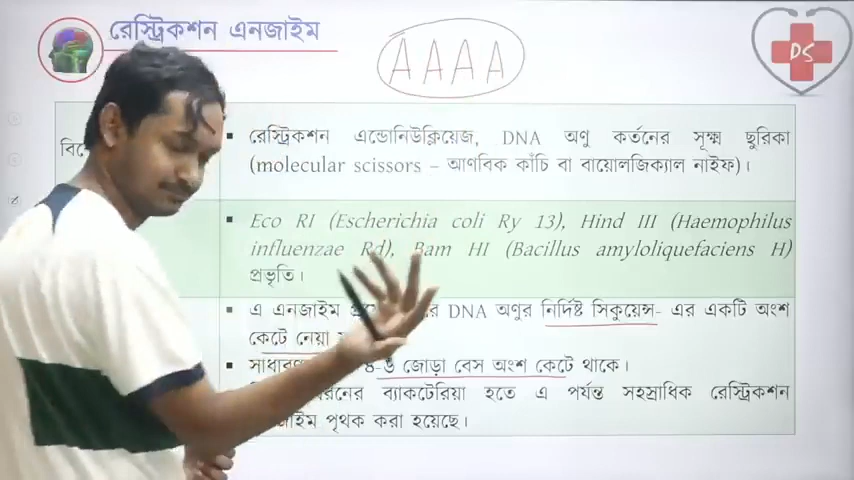 রেস্ট্রিকশন এনজাইম
AAAA
DS
▪ রেস্ট্রিকশন এন্ডোনিউক্লিয়েজ, DNA অণু কর্তনের সূক্ষ্ম ছুরিকা
(molecular scissors – আণবিক কাঁচি বা বায়োলজিক্যাল নাইফ)।
▪ Eco RI (Escherichia coli Ry 13), Hind III (Haemophilus
influenzae Rd), Bam HI (Bacillus amyloliquefaciens H)
প্রভৃতি।
▪ এ এনজাইম DNA অণুর নির্দিষ্ট সিকুয়েন্স- এর একটি অংশ
কেটে নেয়া
▪ ৪-৬ জোড়া বেস অংশ কেটে থাকে।
ব্যাকটেরিয়া হতে এ পর্যন্ত সহস্রাধিক রেস্ট্রিকশন
পৃথক করা হয়েছে।